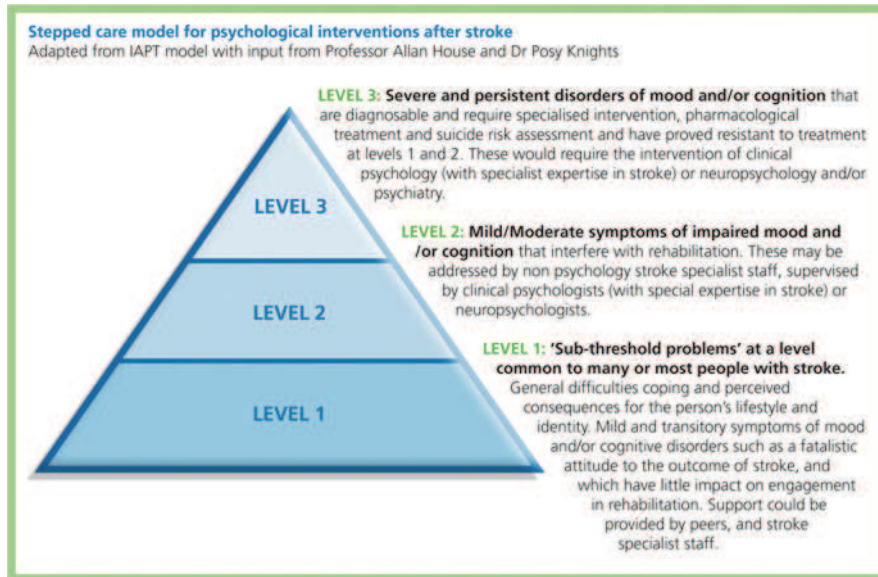 Stepped care model for psychological interventions after stroke
Adapted from IAPT model with input from Professor Allan House and Dr Posy Knights
LEVEL 3: Severe and persistent disorders of mood and/or cognition that
are diagnosable and require specialised intervention, pharmacological
treatment and suicide risk assessment and have proved resistant to treatment
at levels 1 and 2. These would require the intervention of clinical
psychology (with specialist expertise in stroke) or neuropsychology and/or
psychiatry.
LEVEL 3
LEVEL 2: Mild/Moderate symptoms of impaired mood and
/or cognition that interfere with rehabilitation. These may be
addressed by non psychology stroke specialist staff, supervised
by clinical psychologists (with special expertise in stroke) or
neuropsychologists.
LEVEL 2
LEVEL 1: 'Sub-threshold problems' at a level
common to many or most people with stroke.
General difficulties coping and perceived
consequences for the person's lifestyle and
identity. Mild and transitory symptoms of mood
and/or cognitive disorders such as a fatalistic
attitude to the outcome of stroke, and
which have little impact on engagement
in rehabilitation. Support could be
provided by peers, and stroke
specialist staff.
LEVEL 1